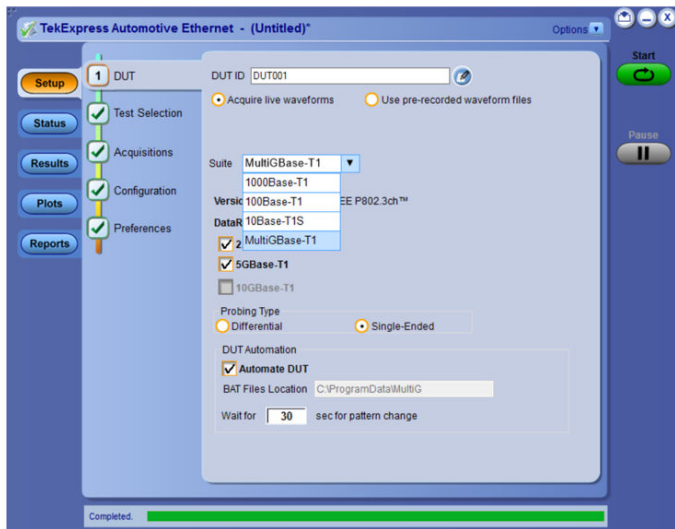 TekExpress Automotive Ethernet - (Untitled)*
Options
Start
Setup
1 DUT
DUT ID DUT001
Acquire live waveforms Use pre-recorded waveform files
Test Selection
Status
Pause
Acquisitions
Results
Suite MultiGBase-T1
1000Base-T1
Configuration
Plots
100Base-T1
EE P802.3ch™
10Base-T1S
Preferences
Reports
MultiGBase-T1
5GBase-T1
10GBase-T1
Probing Type
Differential Single-Ended
DUT Automation
Automate DUT
BAT Files Location C:\ProgramData\MultiG
Wait for 30 sec for pattern change
Completed.